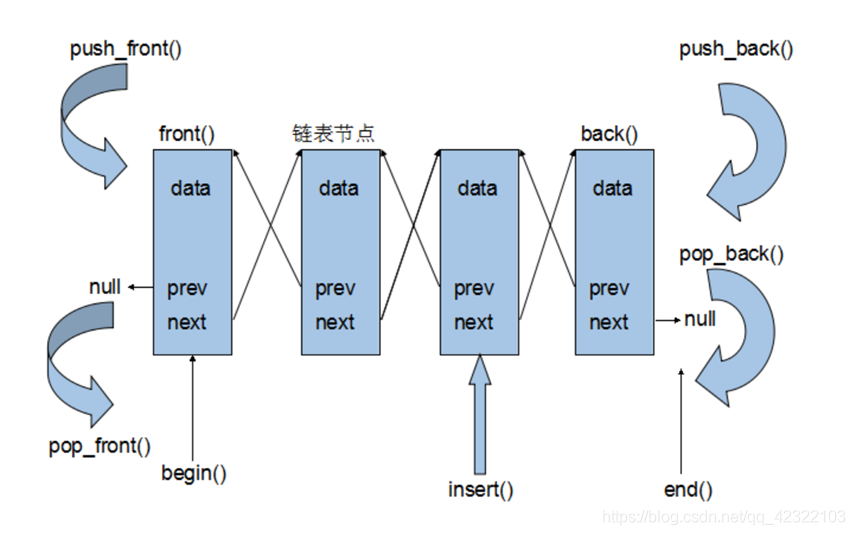 push_front()
push_back()
front()
链表节点
back()
data
data
data
data
pop_back()
null
prev
prev
prev
prev
next
next
next
next
null
pop_front()
begin()
insert()
end()
https://blog.csdn.net/qq_42322103